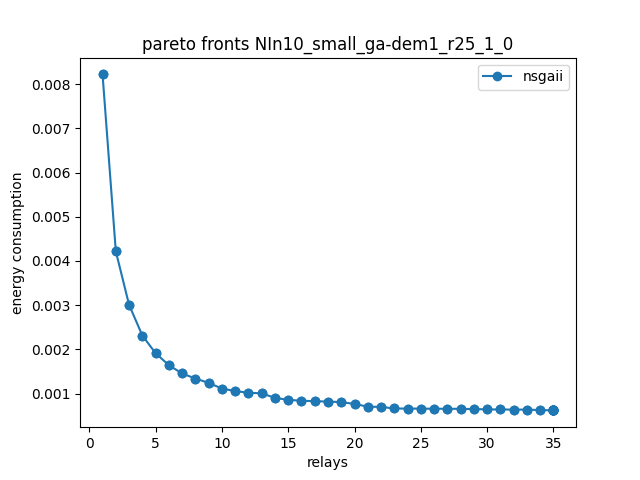 pareto fronts NIn10_small_ga-dem1_r25_1_0
nsgaii
0.008
0.007
0.006
0.005
0.004
0.003
0.002
0.001
energy consumption
0 5 10 15 20 25 30 35
relays